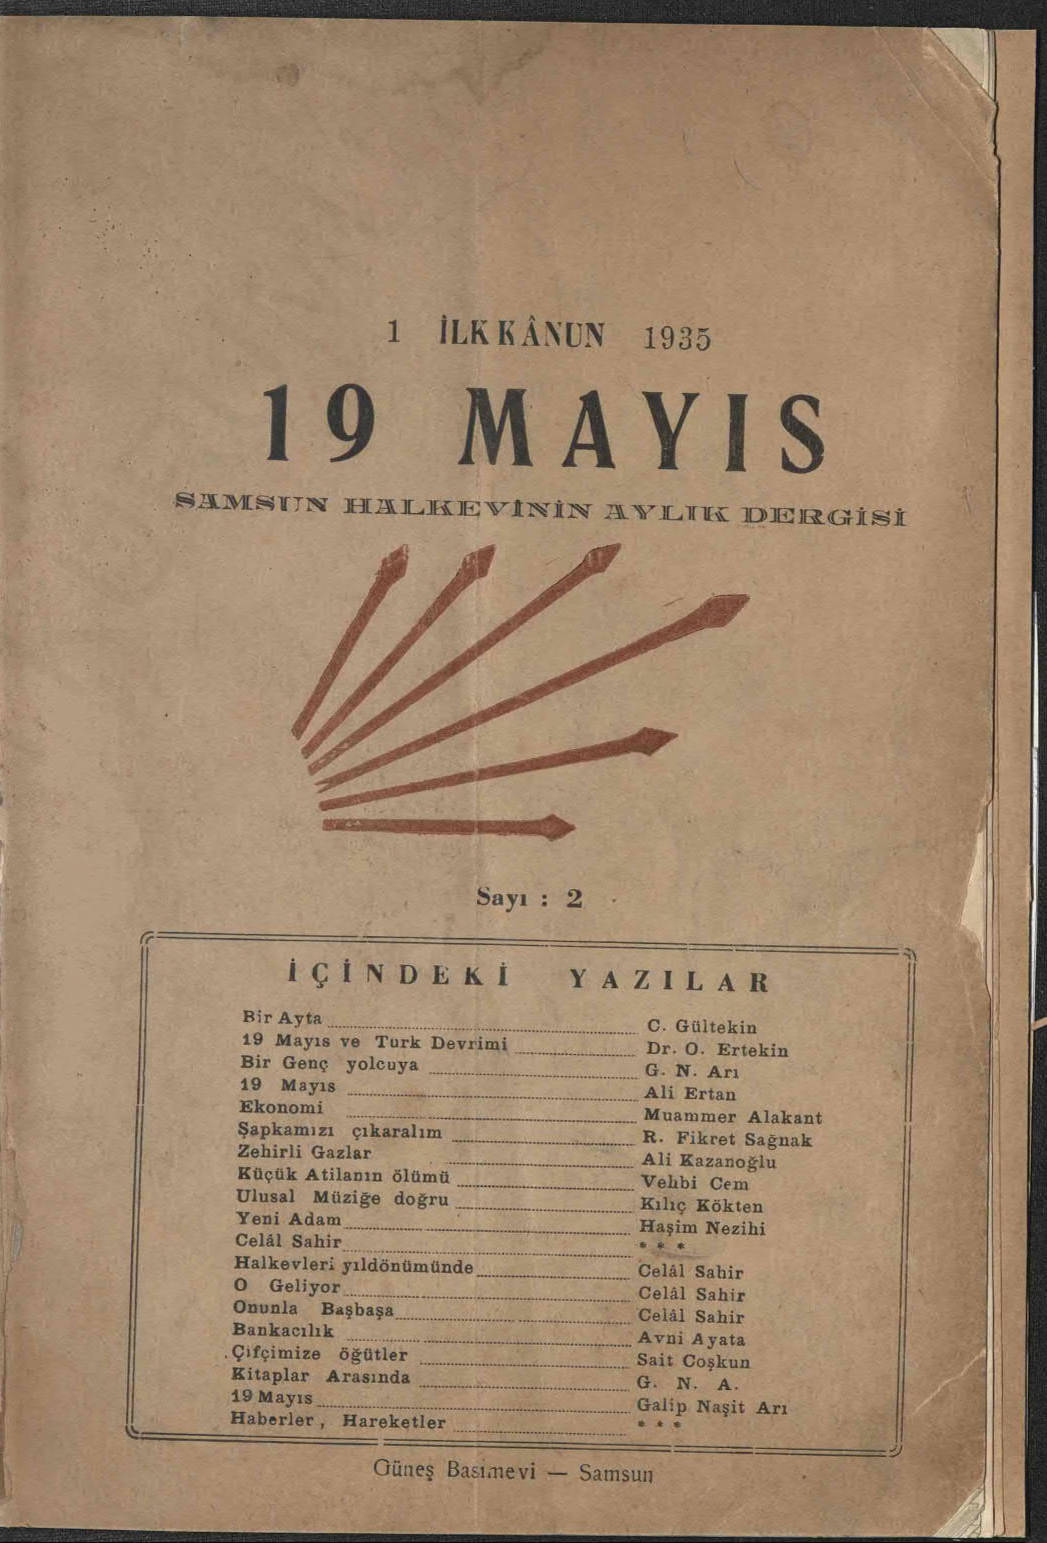 1 İLKKÂNUN 1935
19 MAYIS
SAMSUN HALKEVİNİN AYLIK DERGİSİ
Sayı : 2
İÇİNDEKİ YAZILAR
Bir Ayta C. Gültekin
19 Mayıs ve Turk Devrimi Dr. O. Ertekin
Bir Genç yolcuya G. N. Arı
19 Mayıs Ali Ertan
Ekonomi Muammer Alakant
Şapkamızı çıkaralım R. Fikret Sağnak
Zehirli Gazlar Ali Kazanoğlu
Küçük Atilanın ölümü Vehbi Cem
Ulusal Müziğe doğru Kılıç Kökten
Yeni Adam Haşim Nezihi
Celâl Sahir * * *
Halkevleri yıldönümünde Celâl Sahir
O Geliyor Celâl Sahir
Onunla Başbaşa Celâl Sahir
Bankacılık Avni Ayata
Çifçimize öğütler Sait Coşkun
Kitaplar Arasında G. N. A.
19 Mayıs Galip Naşit Arı
Haberler, Hareketler * * *
Güneş Basımevi — Samsun